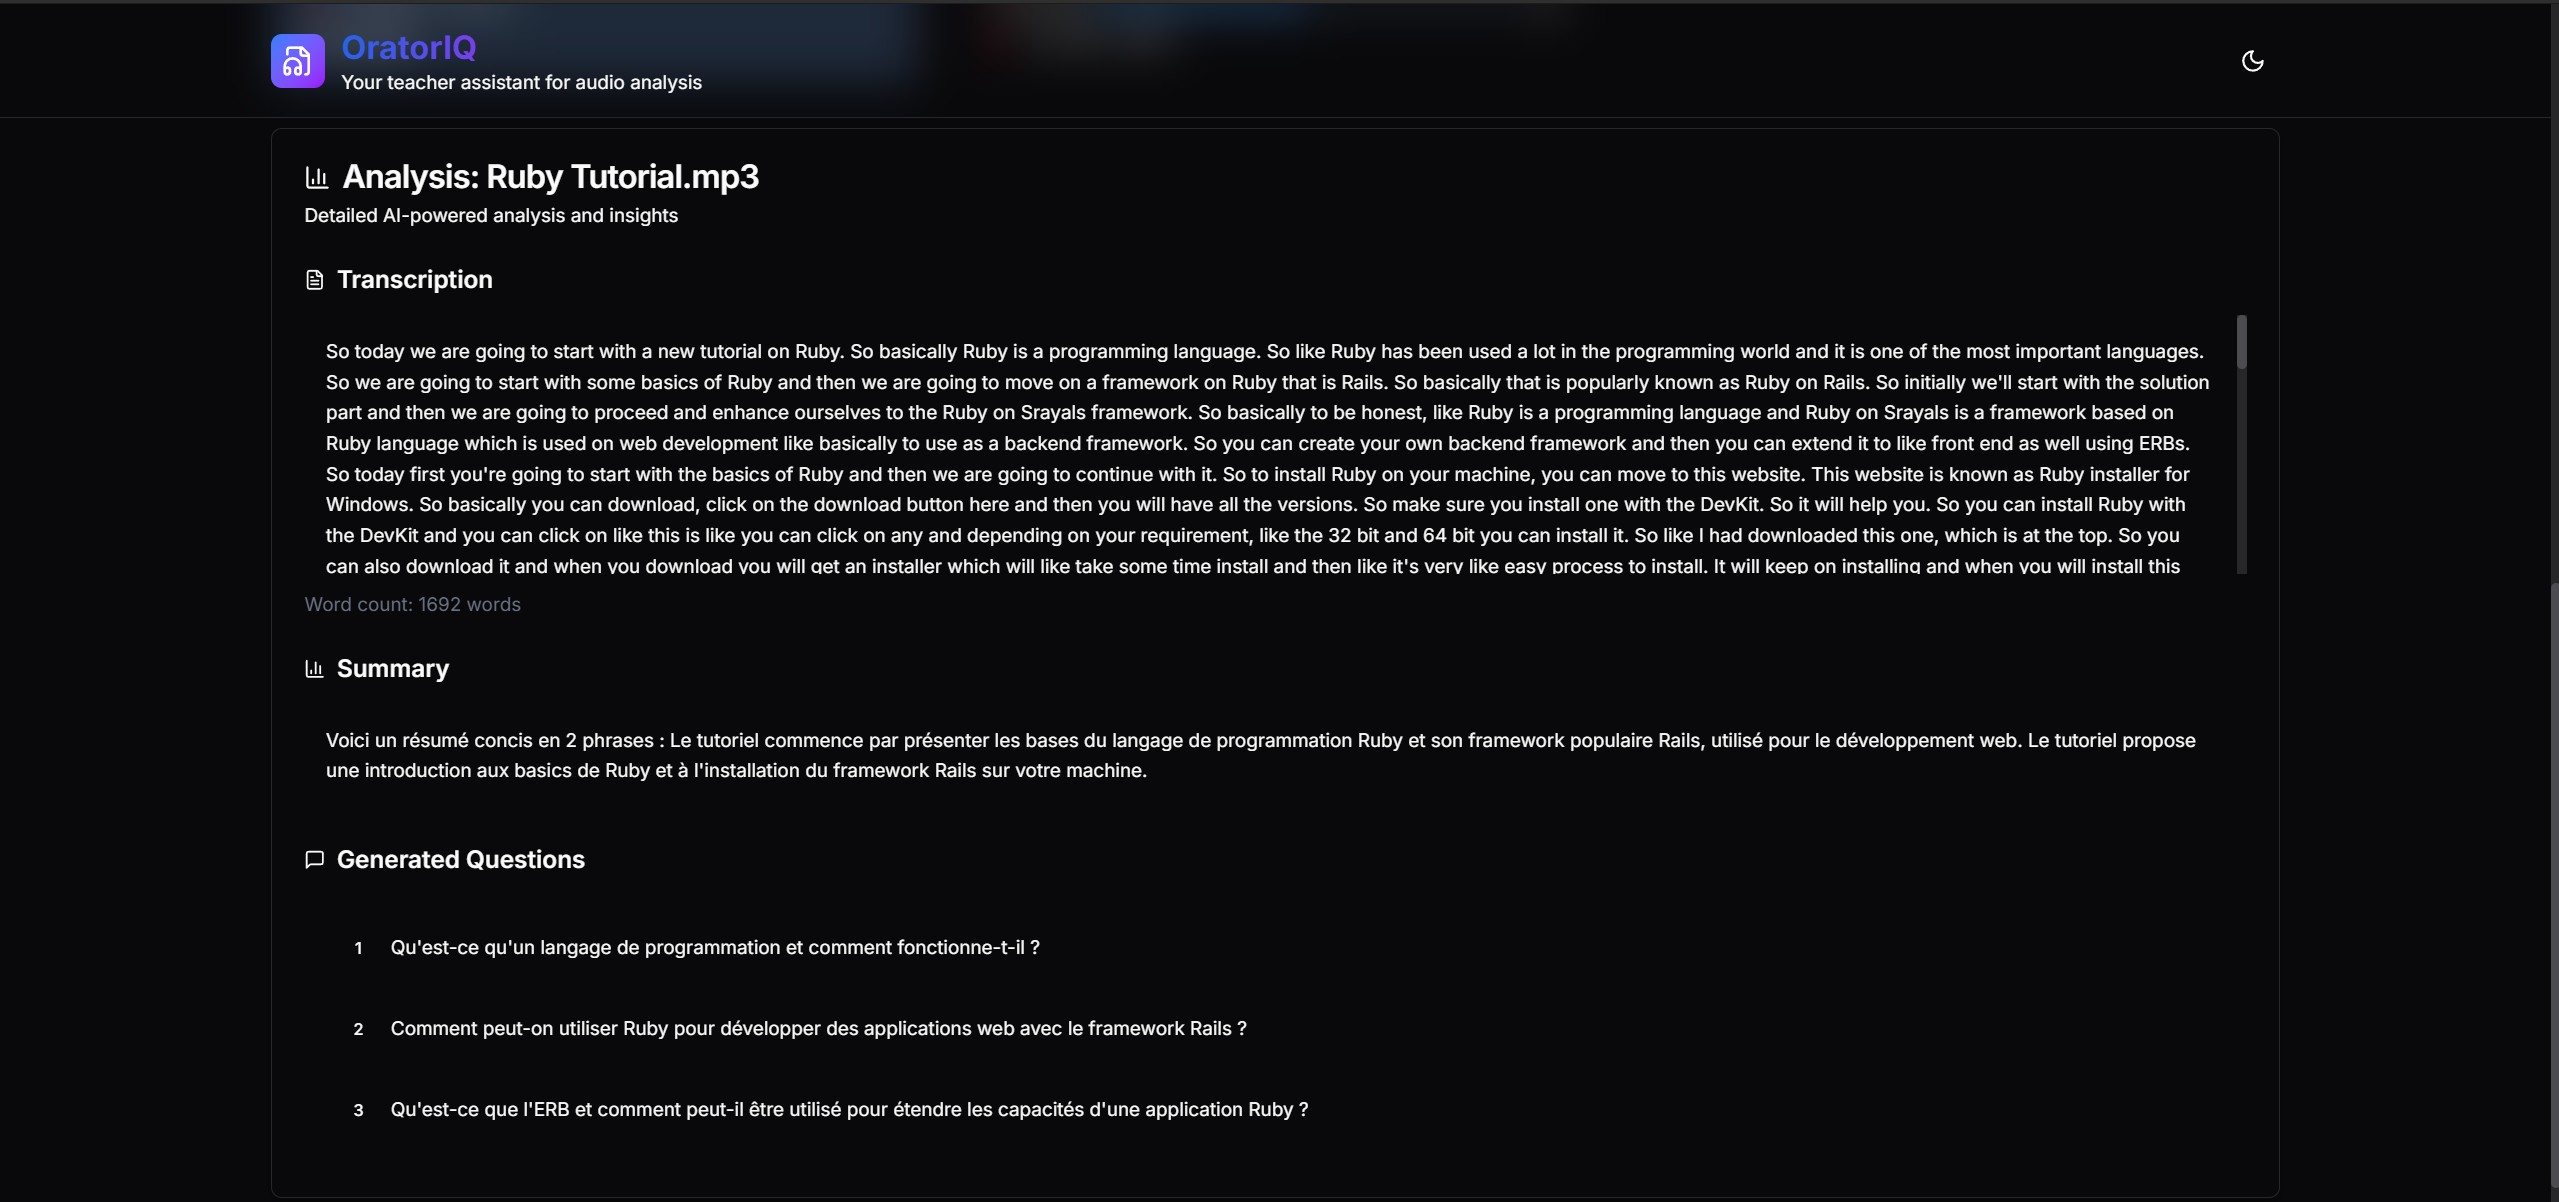 OratorIQ
Your teacher assistant for audio analysis
Analysis: Ruby Tutorial.mp3
Detailed AI-powered analysis and insights
Transcription
So today we are going to start with a new tutorial on Ruby. So basically Ruby is a programming language. So like Ruby has been used a lot in the programming world and it is one of the most important languages.
So we are going to start with some basics of Ruby and then we are going to move on a framework on Ruby that is Rails. So basically that is popularly known as Ruby on Rails. So initially we'll start with the solution
part and then we are going to proceed and enhance ourselves to the Ruby on Srayals framework. So basically to be honest, like Ruby is a programming language and Ruby on Srayals is a framework based on
Ruby language which is used on web development like basically to use as a backend framework. So you can create your own backend framework and then you can extend it to like front end as well using ERBs.
So today first you're going to start with the basics of Ruby and then we are going to continue with it. So to install Ruby on your machine, you can move to this website. This website is known as Ruby installer for
Windows. So basically you can download, click on the download button here and then you will have all the versions. So make sure you install one with the DevKit. So it will help you. So you can install Ruby with
the DevKit and you can click on like this is like you can click on any and depending on your requirement, like the 32 bit and 64 bit you can install it. So like I had downloaded this one, which is at the top. So you
can also download it and when you download you will get an installer which will like take some time install and then like it's very like easy process to install. It will keep on installing and when you will install this
Word count: 1692 words
Summary
Voici un résumé concis en 2 phrases : Le tutoriel commence par présenter les bases du langage de programmation Ruby et son framework populaire Rails, utilisé pour le développement web. Le tutoriel propose
une introduction aux basics de Ruby et à l'installation du framework Rails sur votre machine.
Generated Questions
1 Qu'est-ce qu'un langage de programmation et comment fonctionne-t-il ?
2 Comment peut-on utiliser Ruby pour développer des applications web avec le framework Rails ?
3 Qu'est-ce que l'ERB et comment peut-il être utilisé pour étendre les capacités d'une application Ruby ?